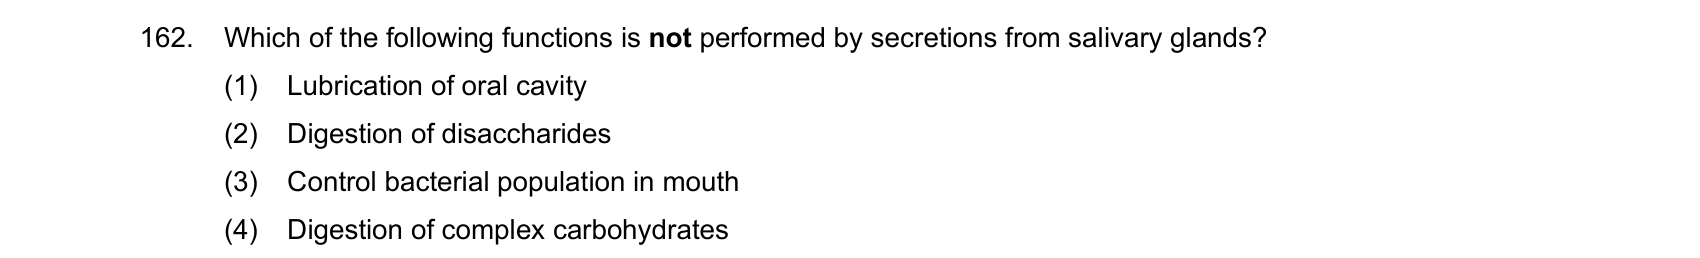 162. Which of the following functions is not performed by secretions from salivary glands?
(1) Lubrication of oral cavity
(2) Digestion of disaccharides
(3) Control bacterial population in mouth
(4) Digestion of complex carbohydrates